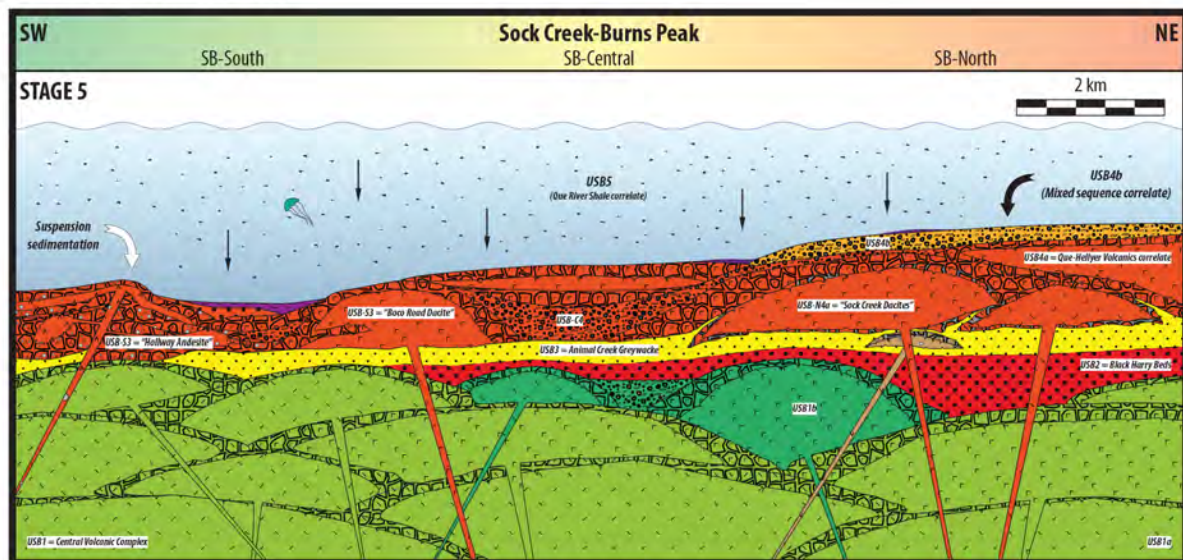 SW
Sock Creek-Burns Peak
NE
SB-South
SB-Central
SB-North
STAGE 5
2 km
USB5
(Que River Shale correlate)
USB4b
(Mixed sequence correlate)
Suspension
sedimentation
USB4b
USB4a = Que-Hellyer Volcanics correlate
USB-S3 = "Boco Road Dacite"
USB-N4a = "Sock Creek Dacites"
USB-C4
USB-S3 = "Hollway Andesite"
USB3 = Animal Creek Greywacke
USB2 = Black Harry Beds
USB1b
USB1 = Central Volcanic Complex
USB1a